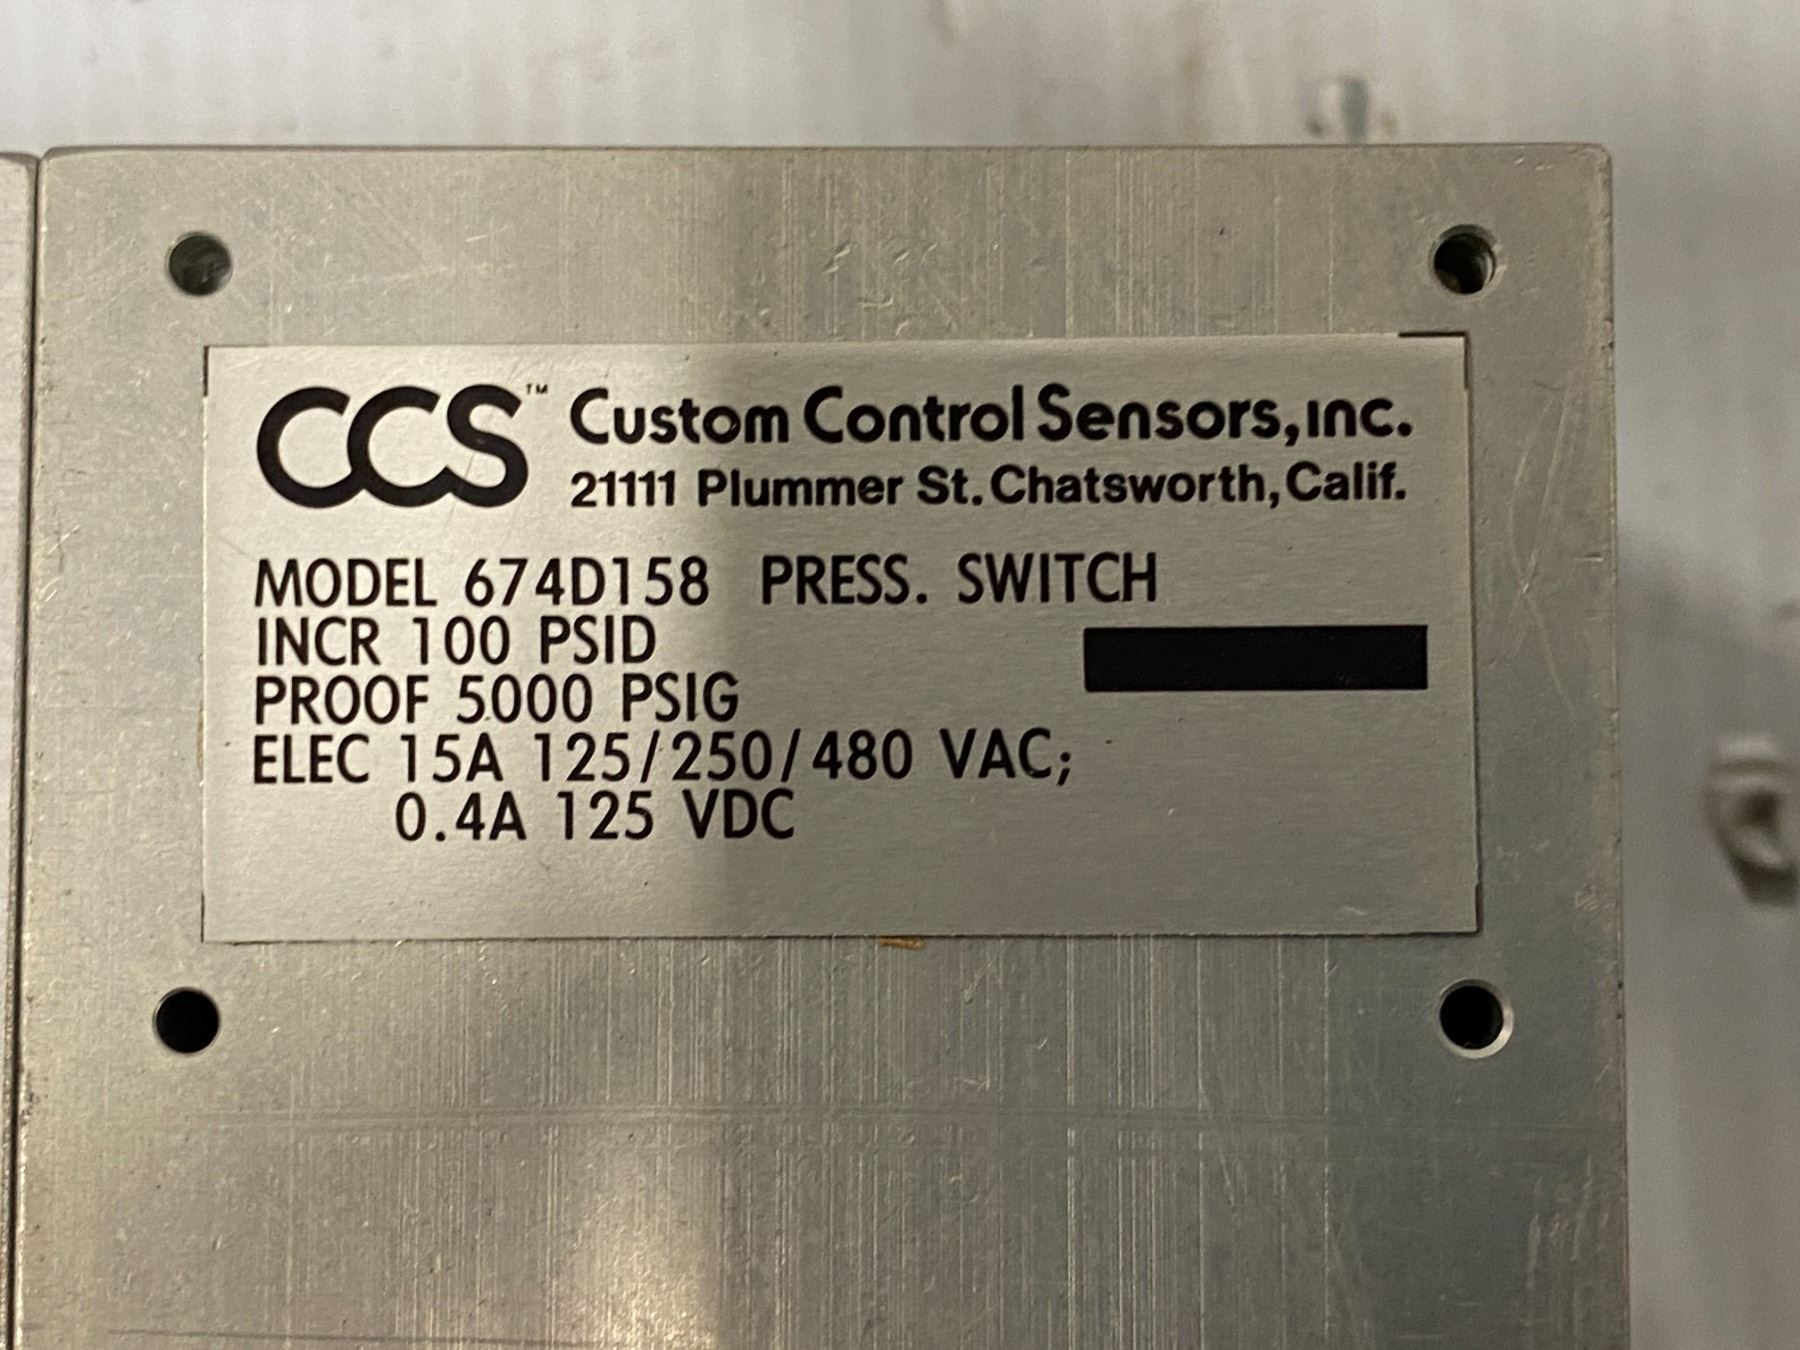 CCS™ Custom Control Sensors, inc.
21111 Plummer St. Chatsworth, Calif.
MODEL 674D158 PRESS. SWITCH
INCR 100 PSID
PROOF 5000 PSIG
ELEC 15A 125/250/480 VAC;
0.4A 125 VDC